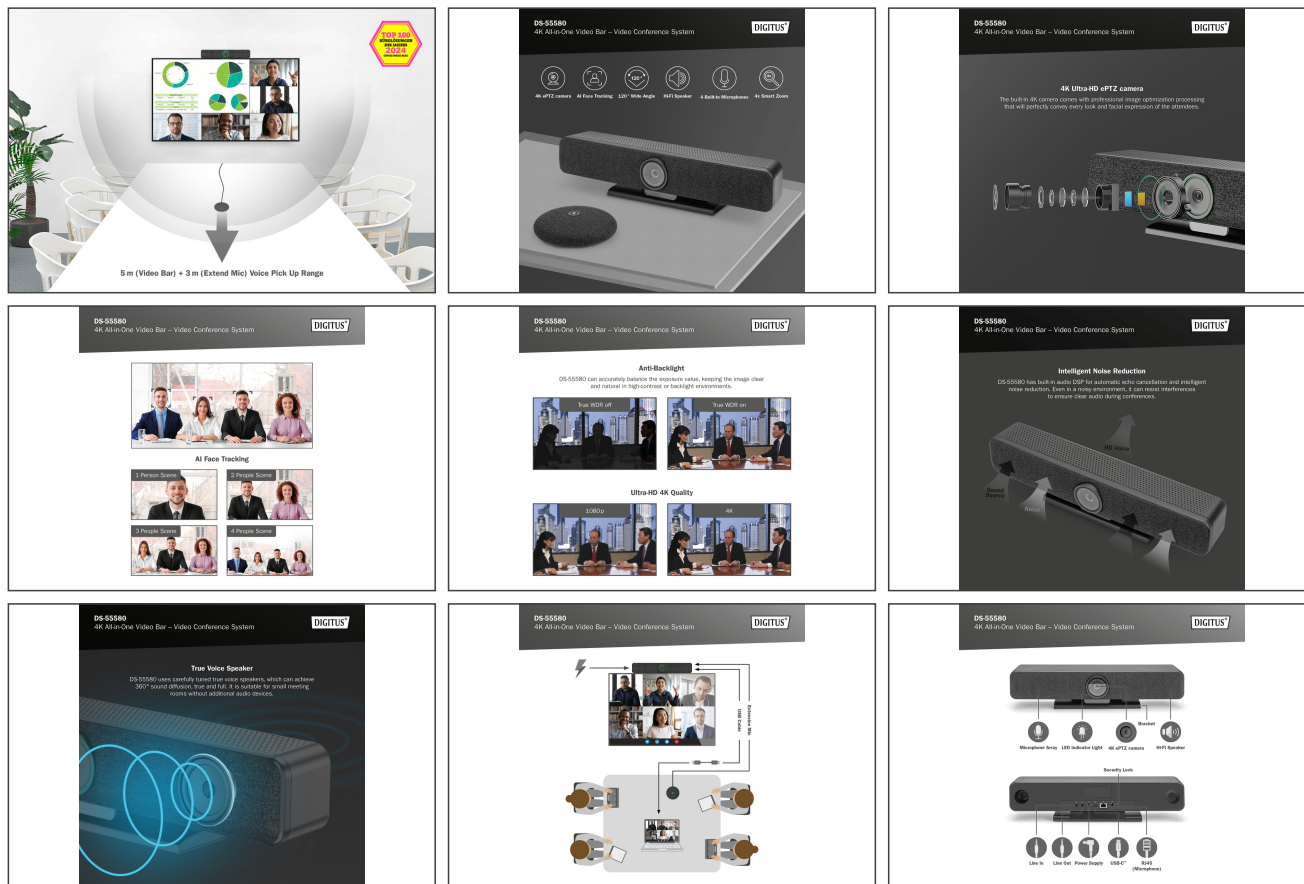 TOP 100
BÜROLÖSUNGEN
DES JAHRES
2024
5 m (Video Bar) + 3 m (Extend Mic) Voice Pick Up Range
DS-55580
4K All-in-One Video Bar – Video Conference System
DIGITUS®
4K ePTZ camera
AI Face Tracking
120°
120° Wide Angle
Hi-Fi Speaker
4 Built-in Microphones
4x Smart Zoom
DS-55580
4K All-in-One Video Bar – Video Conference System
DIGITUS®
4K Ultra-HD ePTZ camera
The built-in 4K camera comes with professional image optimization processing
that will perfectly convey every look and facial expression of the attendees.
DS-55580
4K All-in-One Video Bar – Video Conference System
DIGITUS®
AI Face Tracking
1 Person Scene
2 People Scene
3 People Scene
4 People Scene
DS-55580
4K All-in-One Video Bar – Video Conference System
DIGITUS®
Anti-Backlight
DS-55580 can accurately balance the exposure value, keeping the image clear
and natural in high-contrast or backlight environments.
True WDR off
True WDR on
Ultra-HD 4K Quality
1080p
4K
DS-55580
4K All-in-One Video Bar – Video Conference System
DIGITUS®
Intelligent Noise Reduction
DS-55580 has built-in audio DSP for automatic echo cancellation and intelligent
noise reduction. Even in a noisy environment, it can resist interferences
to ensure clear audio during conferences.
HD Voice
Sound
Source
Noise
DS-55580
4K All-in-One Video Bar – Video Conference System
DIGITUS®
True Voice Speaker
DS-55580 uses carefully tuned true voice speakers, which can achieve
360° sound diffusion, true and full. It is suitable for small meeting
rooms without additional audio devices.
DS-55580
4K All-in-One Video Bar – Video Conference System
DIGITUS®
USB Cable
Extension Mic
DS-55580
4K All-in-One Video Bar – Video Conference System
DIGITUS®
Bracket
Microphone Array
LED Indicator Light
4K ePTZ camera
Hi-Fi Speaker
Security Lock
Line in
Line Out
Power Supply
USB-C™
RJ45
(Microphone)